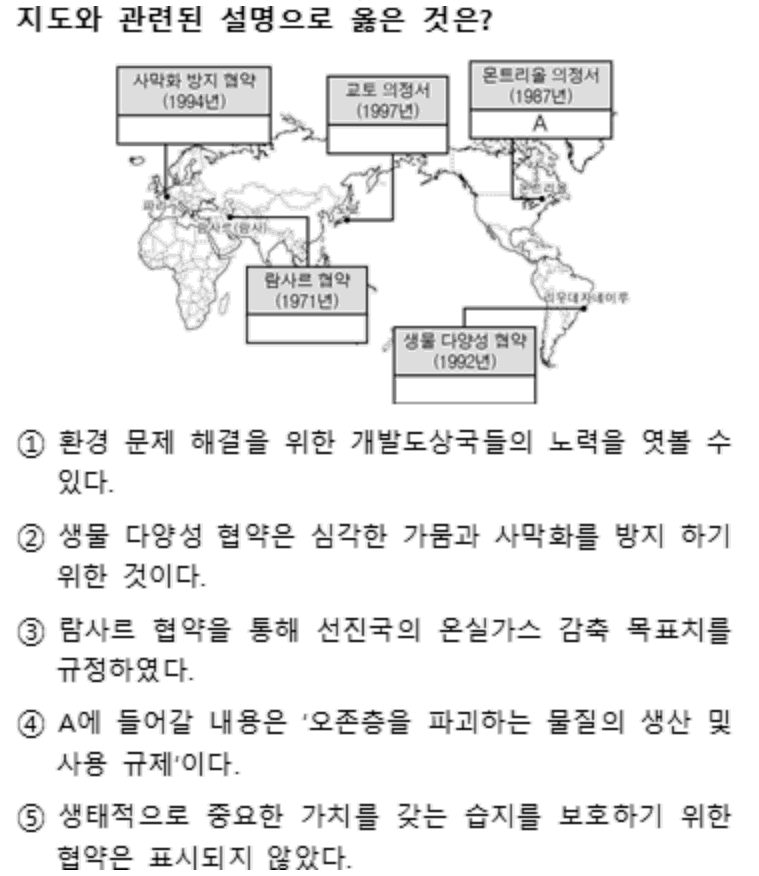 지도와 관련된 설명으로 옳은 것은?
사막화 방지 협약
(1994년)
교토 의정서
(1997년)
몬트리올 의정서
(1987년)
A
몬트리올
파리
람사르(람사)
람사르 협약
(1971년)
리우데자네이루
생물 다양성 협약
(1992년)
① 환경 문제 해결을 위한 개발도상국들의 노력을 엿볼 수
있다.
② 생물 다양성 협약은 심각한 가뭄과 사막화를 방지 하기
위한 것이다.
③ 람사르 협약을 통해 선진국의 온실가스 감축 목표치를
규정하였다.
④ A에 들어갈 내용은 '오존층을 파괴하는 물질의 생산 및
사용 규제'이다.
⑤ 생태적으로 중요한 가치를 갖는 습지를 보호하기 위한
협약은 표시되지 않았다.